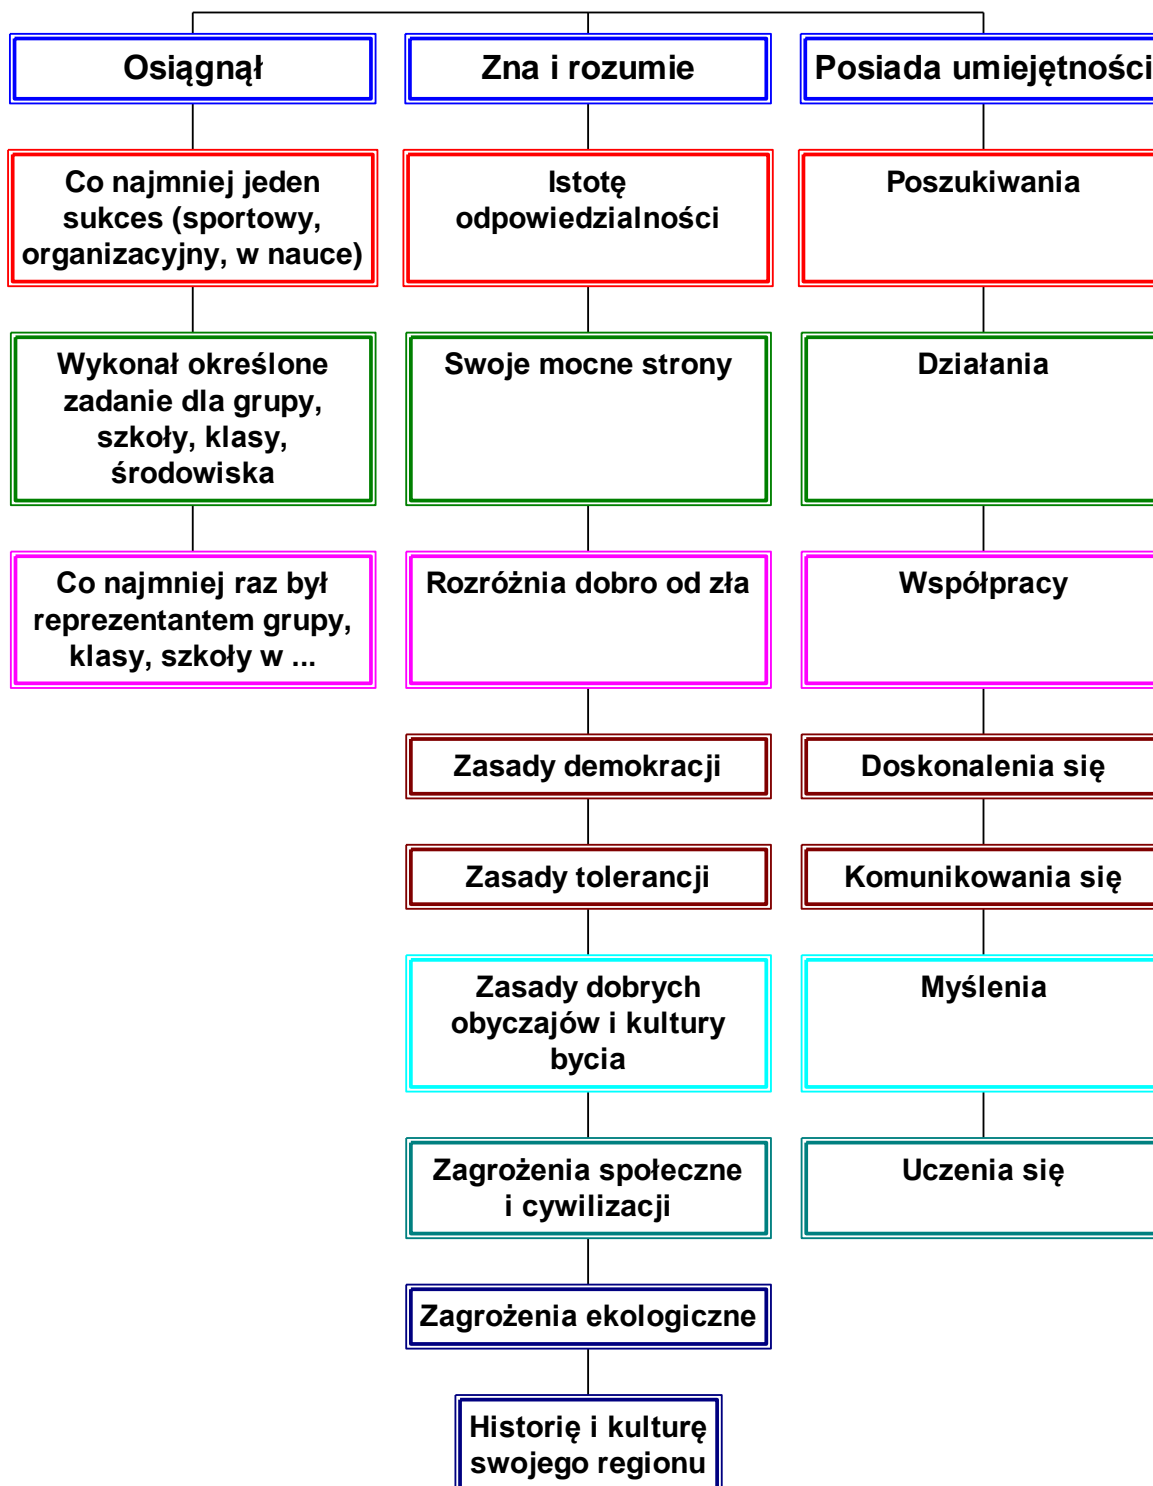 Osiągnął
Co najmniej jeden
sukces (sportowy,
organizacyjny, w nauce)
Wykonał określone
zadanie dla grupy,
szkoły, klasy,
środowiska
Co najmniej raz był
reprezentantem grupy,
klasy, szkoły w ...
Zna i rozumie
Istotę
odpowiedzialności
Swoje mocne strony
Rozróżnia dobro od zła
Zasady demokracji
Zasady tolerancji
Zasady dobrych
obyczajów i kultury
bycia
Zagrożenia społeczne
i cywilizacji
Zagrożenia ekologiczne
Historię i kulturę
swojego regionu
Posiada umiejętności
Poszukiwania
Działania
Współpracy
Doskonalenia się
Komunikowania się
Myślenia
Uczenia się